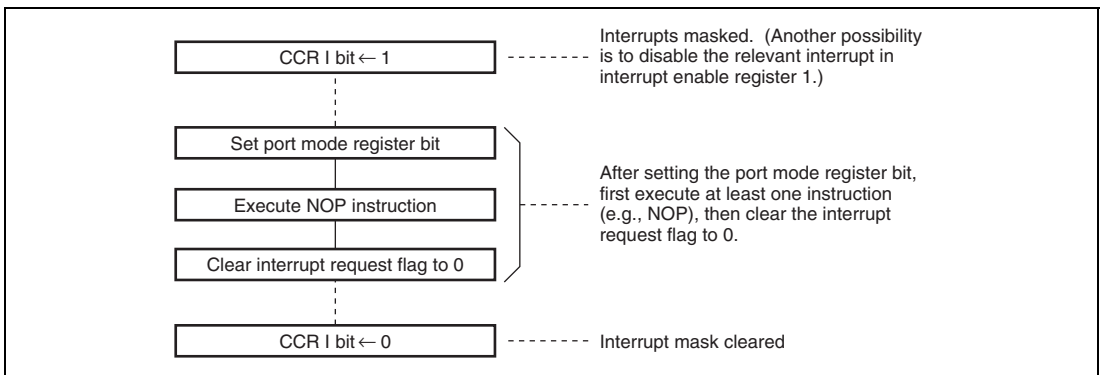 CCR I bit ← 1
Interrupts masked. (Another possibility
is to disable the relevant interrupt in
interrupt enable register 1.)
Set port mode register bit
Execute NOP instruction
Clear interrupt request flag to 0
After setting the port mode register bit,
first execute at least one instruction
(e.g., NOP), then clear the interrupt
request flag to 0.
CCR I bit ← 0
Interrupt mask cleared